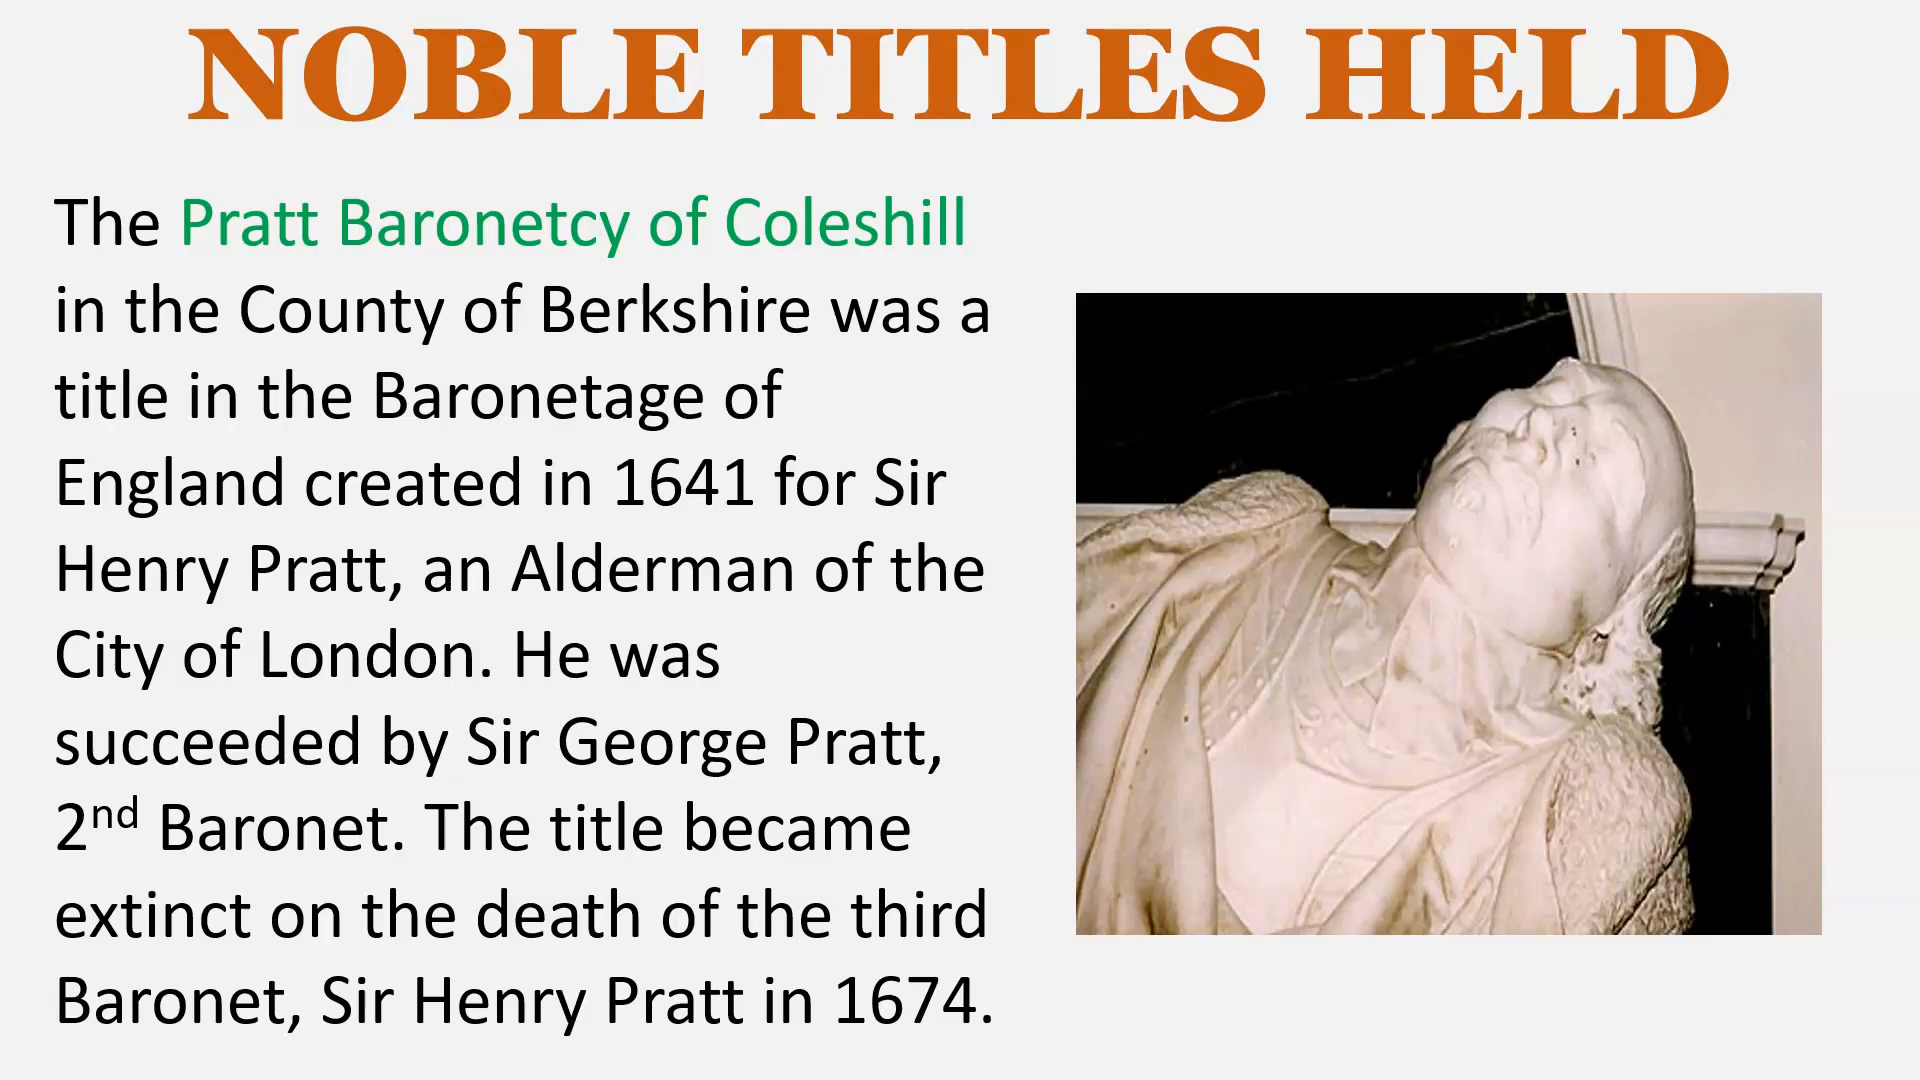 NOBLE TITLES HELD
The Pratt Baronetcy of Coleshill
in the County of Berkshire was a
title in the Baronetage of
England created in 1641 for Sir
Henry Pratt, an Alderman of the
City of London. He was
succeeded by Sir George Pratt,
2nd Baronet. The title became
extinct on the death of the third
Baronet, Sir Henry Pratt in 1674.